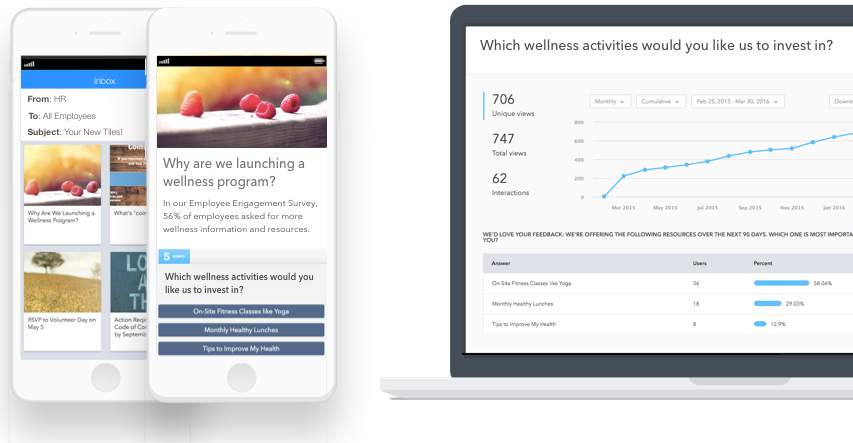 Inbox
From: HR
To: All Employees
Subject: Your New Tiles!
Why Are We Launching a
Wellness Program?
What's "coin
RSVP to Volunteer Day on
May 5
Action Requi
Code of Con
by Septemb
Why are we launching a
wellness program?
In our Employee Engagement Survey,
56% of employees asked for more
wellness information and resources.
5 POINTS
Which wellness activities would you
like us to invest in?
On-Site Fitness Classes like Yoga
Monthly Healthy Lunches
Tips to Improve My Health
Which wellness activities would you like us to invest in?
706
Unique views
747
Total views
62
Interactions
Monthly
Cumulative
Feb 25, 2015 - Mar 30, 2016
Downlo
800
600
400
200
0
Mar 2015 May 2015 Jul 2015 Sep 2015 Nov 2015 Jan 2016
WE'D LOVE YOUR FEEDBACK: WE'RE OFFERING THE FOLLOWING RESOURCES OVER THE NEXT 90 DAYS. WHICH ONE IS MOST IMPORTA
YOU?
Answer Users Percent
On-Site Fitness Classes like Yoga 36 58.06%
Monthly Healthy Lunches 18 29.03%
Tips to Improve My Health 8 12.9%